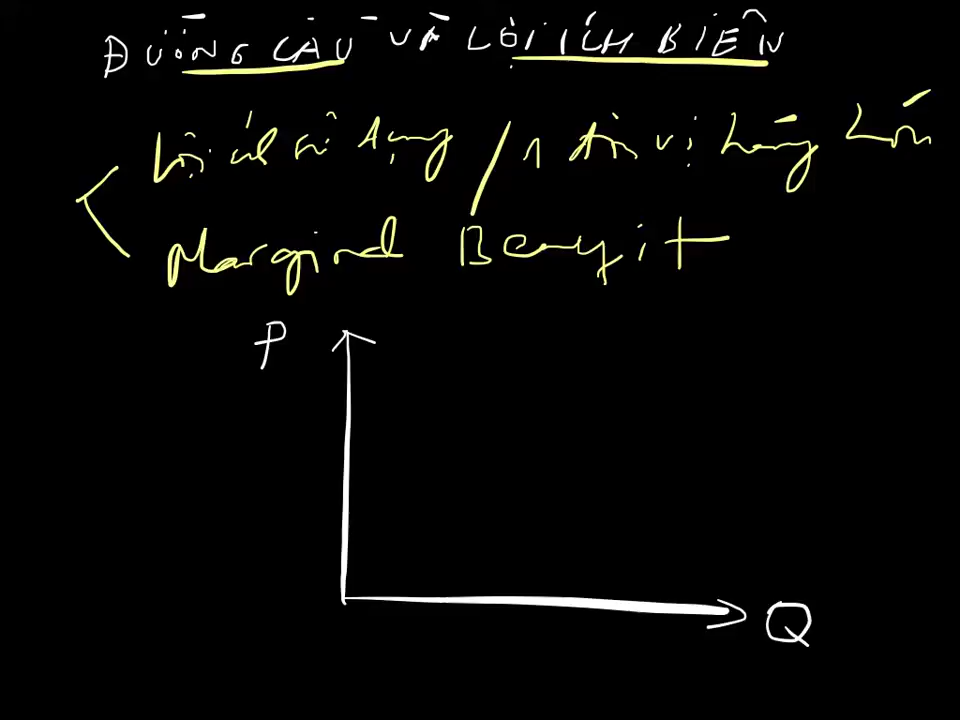 ĐƯỜNG CẦU VÀ LỢI ÍCH BIÊN
Lợi ích sử dụng / 1 đơn vị hàng hóa
Marginal Benefit
P
Q